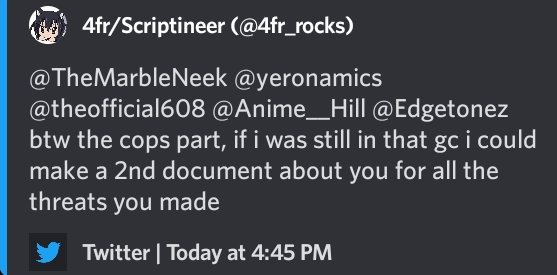 4fr/Scriptineer (@4fr_rocks)
@TheMarbleNeek @yeronamics
@theofficial608 @Anime__Hill @Edgetonez
btw the cops part, if i was still in that gc i could
make a 2nd document about you for all the
threats you made
Twitter | Today at 4:45 PM